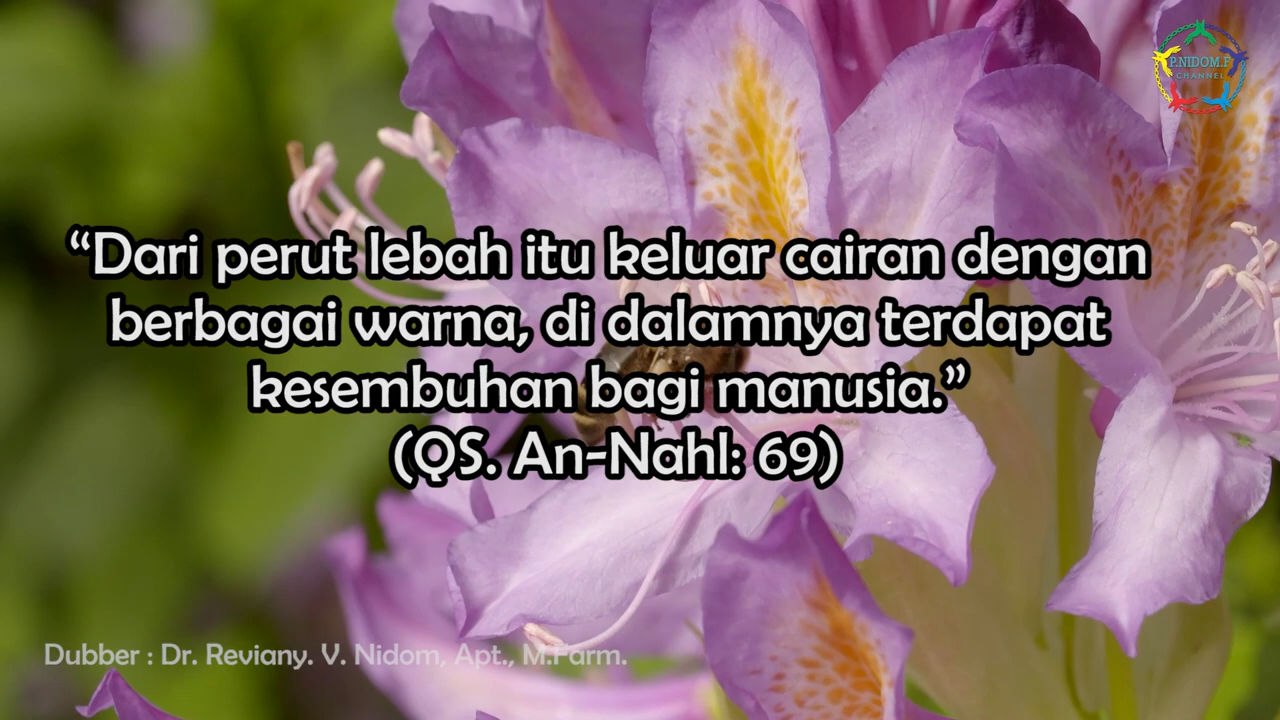 P.NIDOM.F
CHANNEL
“Dari perut lebah itu keluar cairan dengan
berbagai warna, di dalamnya terdapat
kesembuhan bagi manusia.”
(QS. An-Nahl: 69)
Dubber : Dr. Reviany. V. Nidom, Apt., M.Farm.